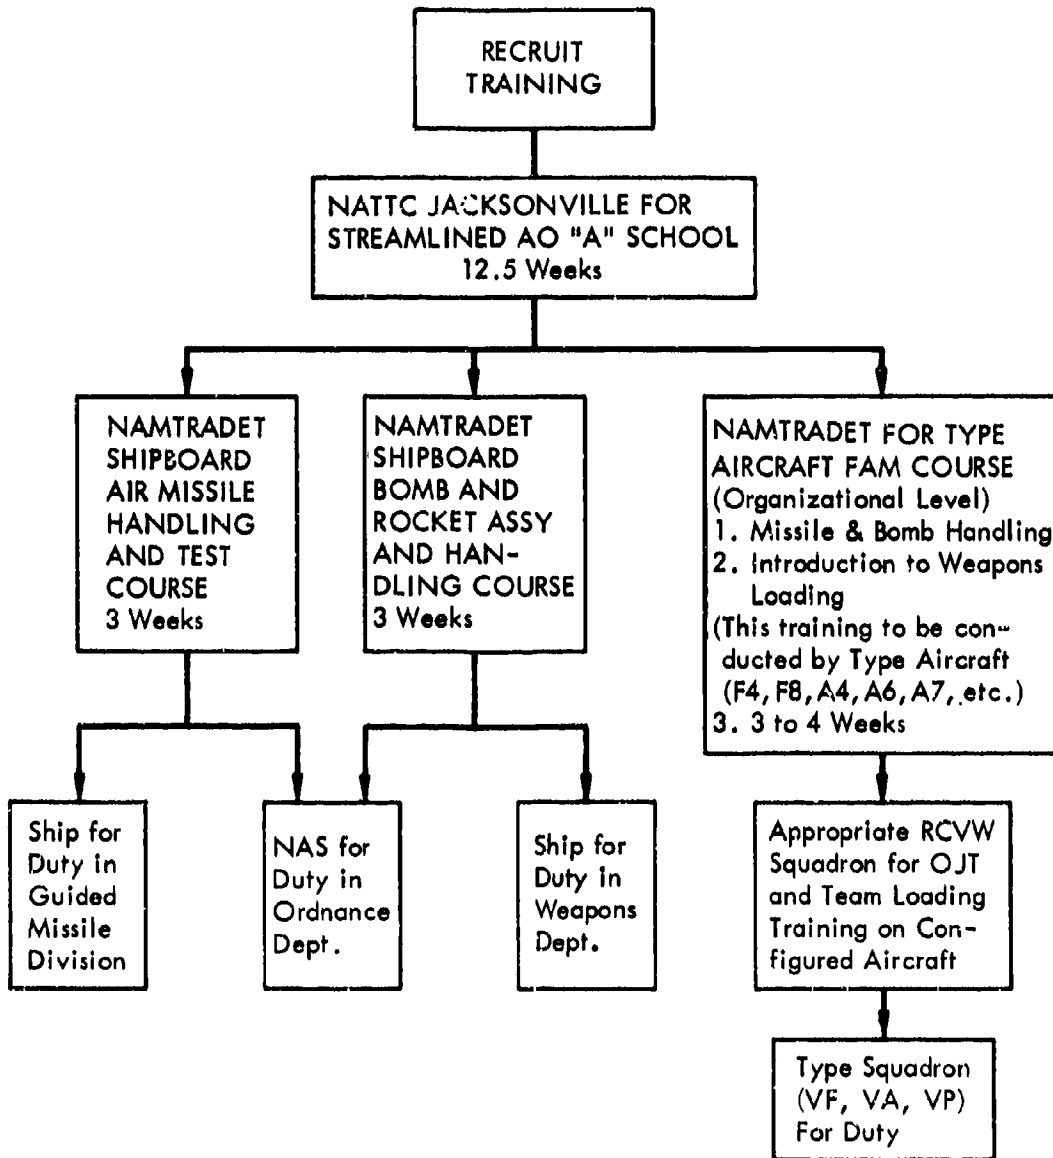 RECRUIT
TRAINING
NATTC JACKSONVILLE FOR
STREAMLINED AO "A" SCHOOL
12.5 Weeks
NAMTRADET
SHIPBOARD
AIR MISSILE
HANDLING
AND TEST
COURSE
3 Weeks
NAMTRADET
SHIPBOARD
BOMB AND
ROCKET ASSY
AND HAN-
DLING COURSE
3 Weeks
NAMTRADET FOR TYPE
AIRCRAFT FAM COURSE
(Organizational Level)
1. Missile & Bomb Handling
2. Introduction to Weapons
Loading
(This training to be con-
ducted by Type Aircraft
(F4, F8, A4, A6, A7, etc.)
3. 3 to 4 Weeks
Ship for
Duty in
Guided
Missile
Division
NAS for
Duty in
Ordnance
Dept.
Ship for
Duty in
Weapons
Dept.
Appropriate RCVW
Squadron for OJT
and Team Loading
Training on Con-
figured Aircraft
Type Squadron
(VF, VA, VP)
For Duty